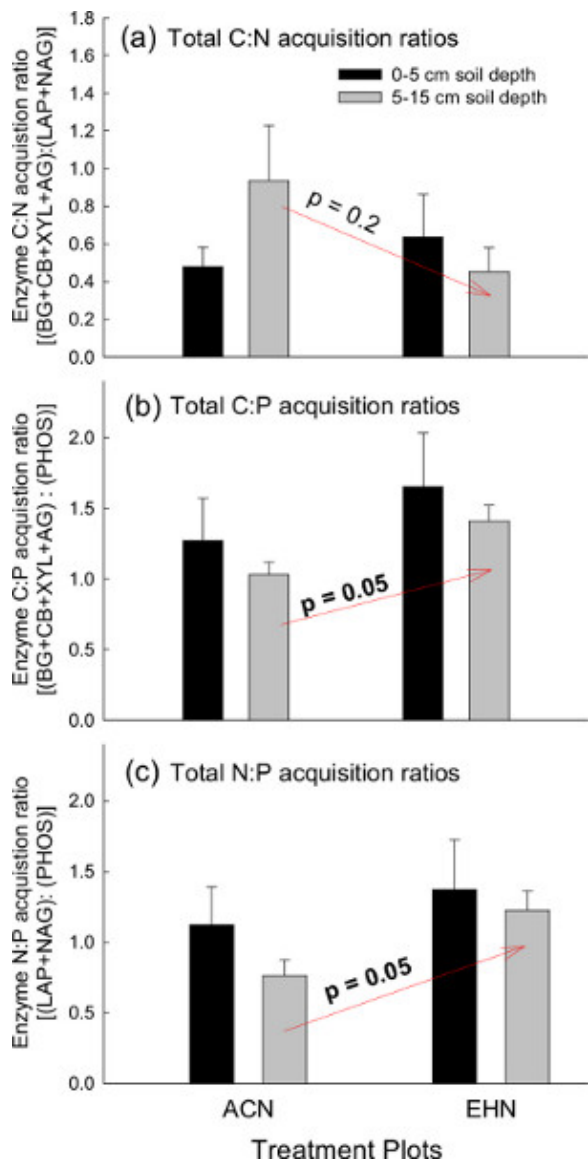 (a) Total C:N acquisition ratios
0-5 cm soil depth
5-15 cm soil depth
Enzyme C:N acquistion ratio
[(BG+CB+XYL+AG):(LAP+NAG)]
1.8
1.6
1.4
1.2
1.0
0.8
0.6
0.4
0.2
0.0
p = 0.2
(b) Total C:P acquisition ratios
Enzyme C:P acquistion ratio
[(BG+CB+XYL+AG) : (PHOS)]
2.0
1.5
1.0
0.5
0.0
p = 0.05
(c) Total N:P acquisition ratios
Enzyme N:P acquistion ratio
[(LAP+NAG): (PHOS)]
2.0
1.5
1.0
0.5
0.0
p = 0.05
ACN EHN
Treatment Plots